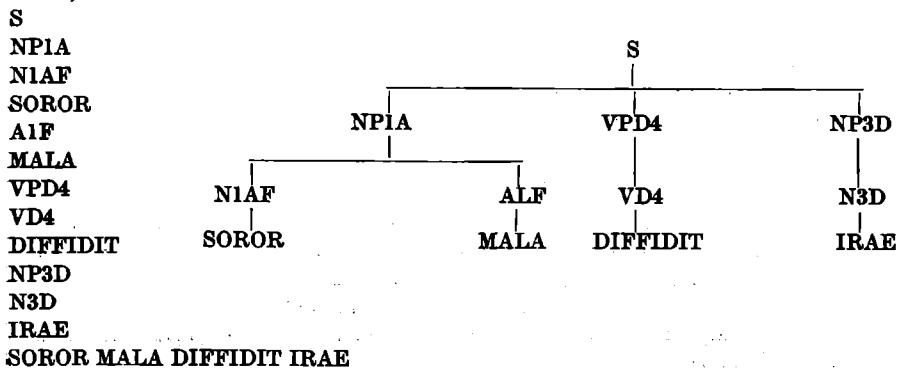 S
NP1A
N1AF
SOROR
A1F
MALA
VPD4
VD4
DIFFIDIT
NP3D
N3D
IRAE
SOROR MALA DIFFIDIT IRAE
S
NP1A VPD4 NP3D
N1AF ALF VD4 N3D
SOROR MALA DIFFIDIT IRAE